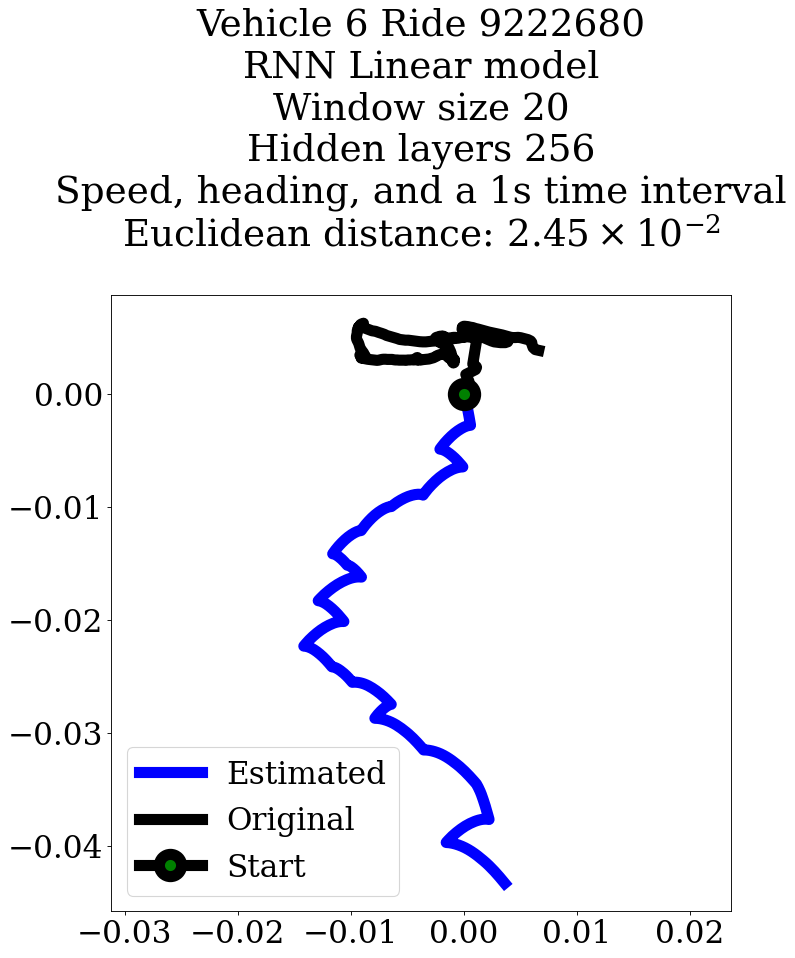 Vehicle 6 Ride 9222680
RNN Linear model
Window size 20
Hidden layers 256
Speed, heading, and a 1s time interval
Euclidean distance: 2.45 × 10⁻²
0.00
−0.01
−0.02
−0.03
−0.04
Estimated
Original
Start
−0.03 −0.02 −0.01 0.00 0.01 0.02